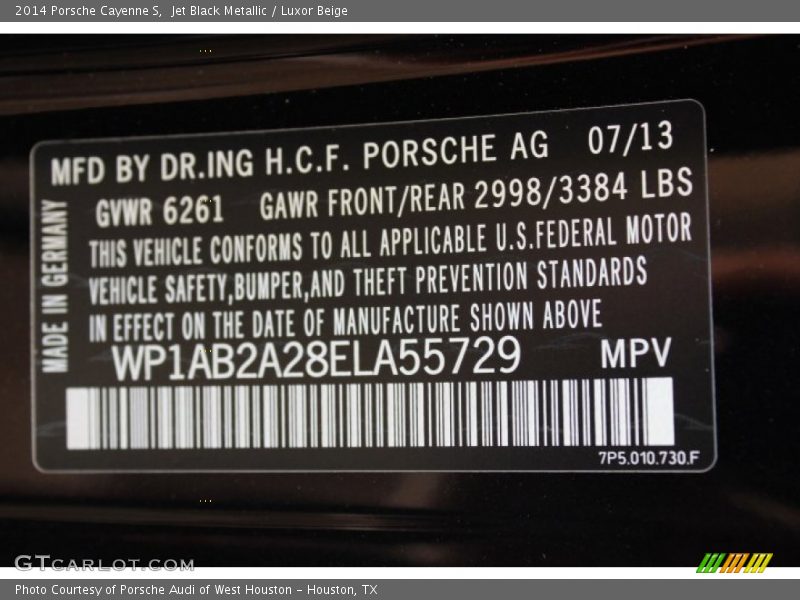 2014 Porsche Cayenne S,  Jet Black Metallic / Luxor Beige
MFD BY DR.ING H.C.F. PORSCHE AG 07/13
GVWR 6261 GAWR FRONT/REAR 2998/3384 LBS
THIS VEHICLE CONFORMS TO ALL APPLICABLE U.S.FEDERAL MOTOR
VEHICLE SAFETY,BUMPER,AND THEFT PREVENTION STANDARDS
IN EFFECT ON THE DATE OF MANUFACTURE SHOWN ABOVE
MADE IN GERMANY
WP1AB2A28ELA55729 MPV
7P5.010.730.F
GTCARLOT.COM
Photo Courtesy of Porsche Audi of West Houston – Houston, TX